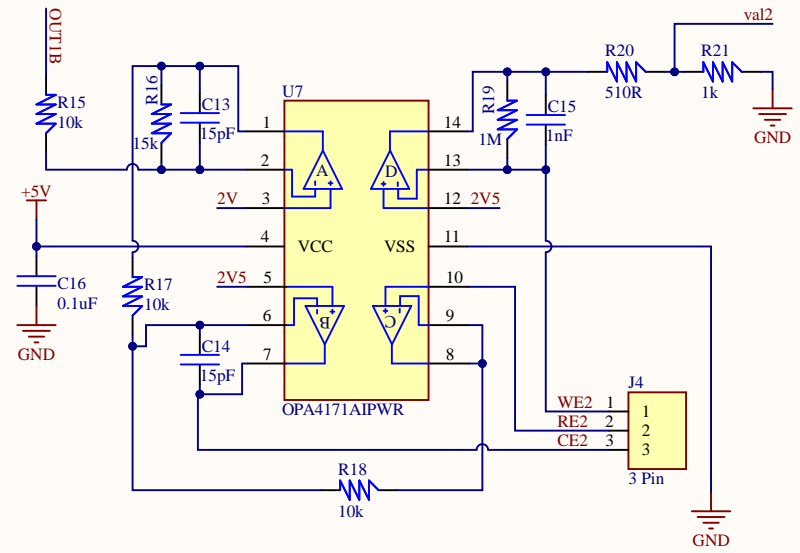 OUT1B
val2
R20
R21
510R
1k
GND
R16
U7
R15
10k
C13
15k
15pF
R19
C15
1M
1nF
1
14
2
13
A
D
2V
3
12
2V5
+5V
4
VCC
VSS
11
2V5
5
10
C16
0.1uF
R17
10k
6
9
B
C
GND
C14
15pF
7
8
OPA4171AIPWR
J4
WE2
1
1
RE2
2
2
CE2
3
3
3 Pin
R18
10k
GND